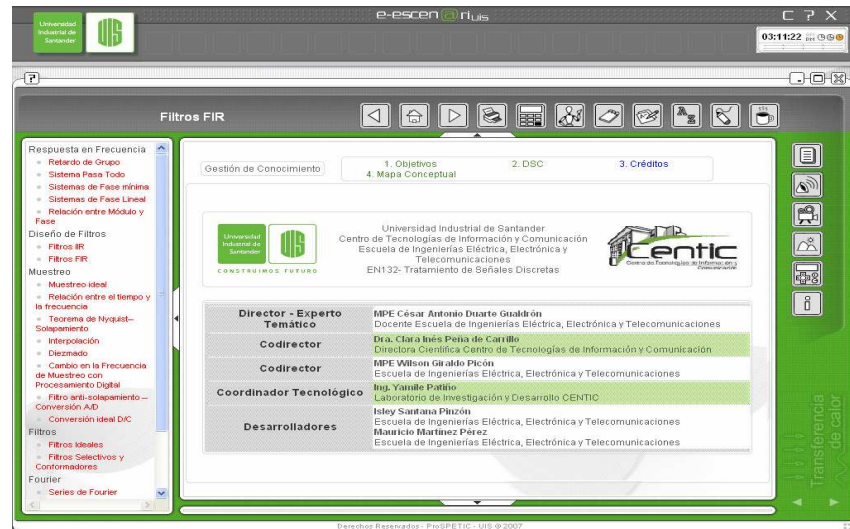 Universidad
Industrial de
Santander
UIS
e-escen@riUIS
? X
03:11:22 pm
?
Filtros FIR
A
Z
Respuesta en Frecuencia
Retardo de Grupo
Sistema Pasa Todo
Sistemas de Fase mínima
Sistemas de Fase Lineal
Relación entre Módulo y
Fase
Diseño de Filtros
Filtros IIR
Filtros FIR
Muestreo
Muestreo ideal
Relación entre el tiempo y
la frecuencia
Teorema de Nyquist–
Solapamiento
Interpolación
Diezmado
Cambio en la Frecuencia
de Muestreo con
Procesamiento Digital
Filtro anti-solapamiento –
Conversión A/D
Conversión ideal D/C
Filtros
Filtros Ideales
Filtros Selectivos y
Conformadores
Fourier
Series de Fourier
Gestión de Conocimiento
1. Objetivos 2. DSC 3. Créditos
4. Mapa Conceptual
Universidad
Industrial de
Santander
UIS
CONSTRUIMOS FUTURO
Universidad Industrial de Santander
Centro de Tecnologías de Información y Comunicación
Escuela de Ingenierías Eléctrica, Electrónica y
Telecomunicaciones
EN132- Tratamiento de Señales Discretas
Centic
Centro de Tecnologías de Información y
Comunicación
Director - Experto
Temático
MPE César Antonio Duarte Gualdrón
Docente Escuela de Ingenierías Eléctrica, Electrónica y Telecomunicaciones
Codirector
Dra. Clara Inés Peña de Carrillo
Directora Científica Centro de Tecnologías de Información y Comunicación
Codirector
MPE Wilson Giraldo Picón
Escuela de Ingenierías Eléctrica, Electrónica y Telecomunicaciones
Coordinador Tecnológico
Ing. Yamile Patiño
Laboratorio de Investigación y Desarrollo CENTIC
Desarrolladores
Isley Santana Pinzón
Escuela de Ingenierías Eléctrica, Electrónica y Telecomunicaciones
Mauricio Martínez Pérez
Escuela de Ingenierías Eléctrica, Electrónica y Telecomunicaciones
Transferencia
de calor
Derechos Reservados - ProSPETIC - UIS @ 2007